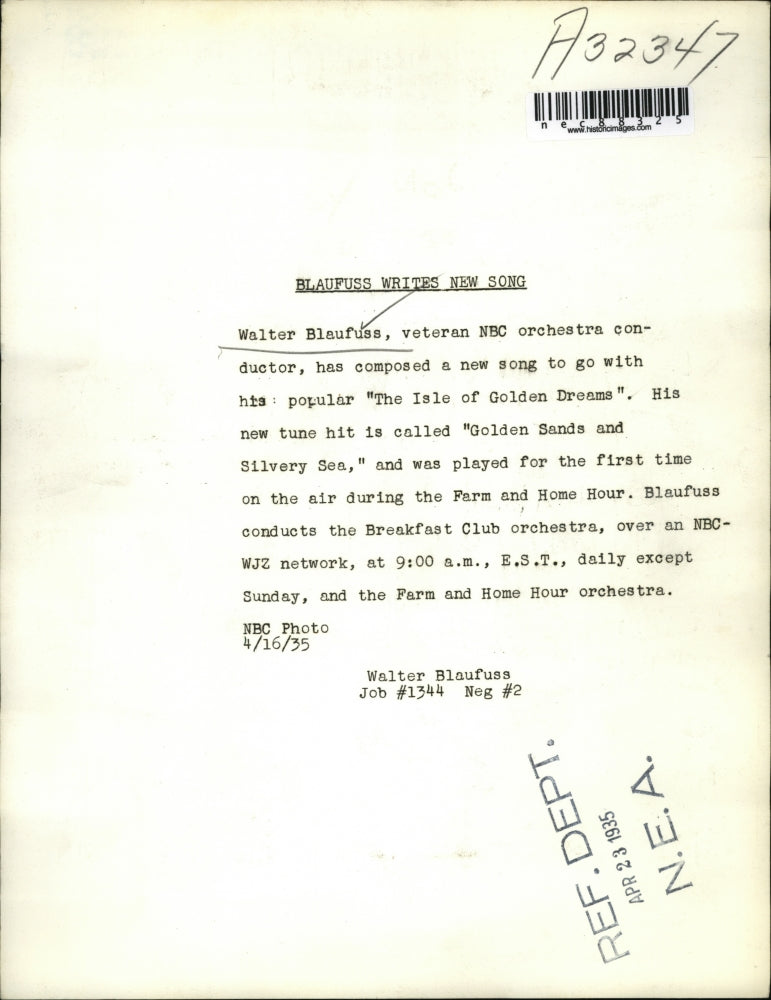 A32347
nec88325
www.historicimages.com
BLAUFUSS WRITES NEW SONG
Walter Blaufuss, veteran NBC orchestra con-
ductor, has composed a new song to go with
his: popular "The Isle of Golden Dreams". His
new tune hit is called "Golden Sands and
Silvery Sea," and was played for the first time
on the air during the Farm and Home Hour. Blaufuss
conducts the Breakfast Club orchestra, over an NBC-
WJZ network, at 9:00 a.m., E.S.T., daily except
Sunday, and the Farm and Home Hour orchestra.
NBC Photo
4/16/35
Walter Blaufuss
Job #1344 Neg #2
REF. DEPT.
APR 23 1935
N.E.A.